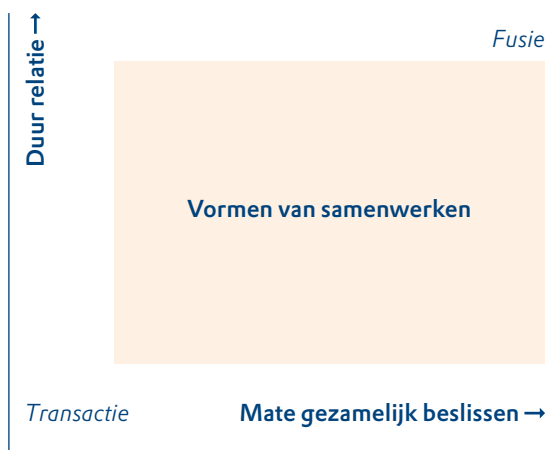 Duur relatie →
Fusie
Vormen van samenwerken
Transactie
Mate gezamelijk beslissen →